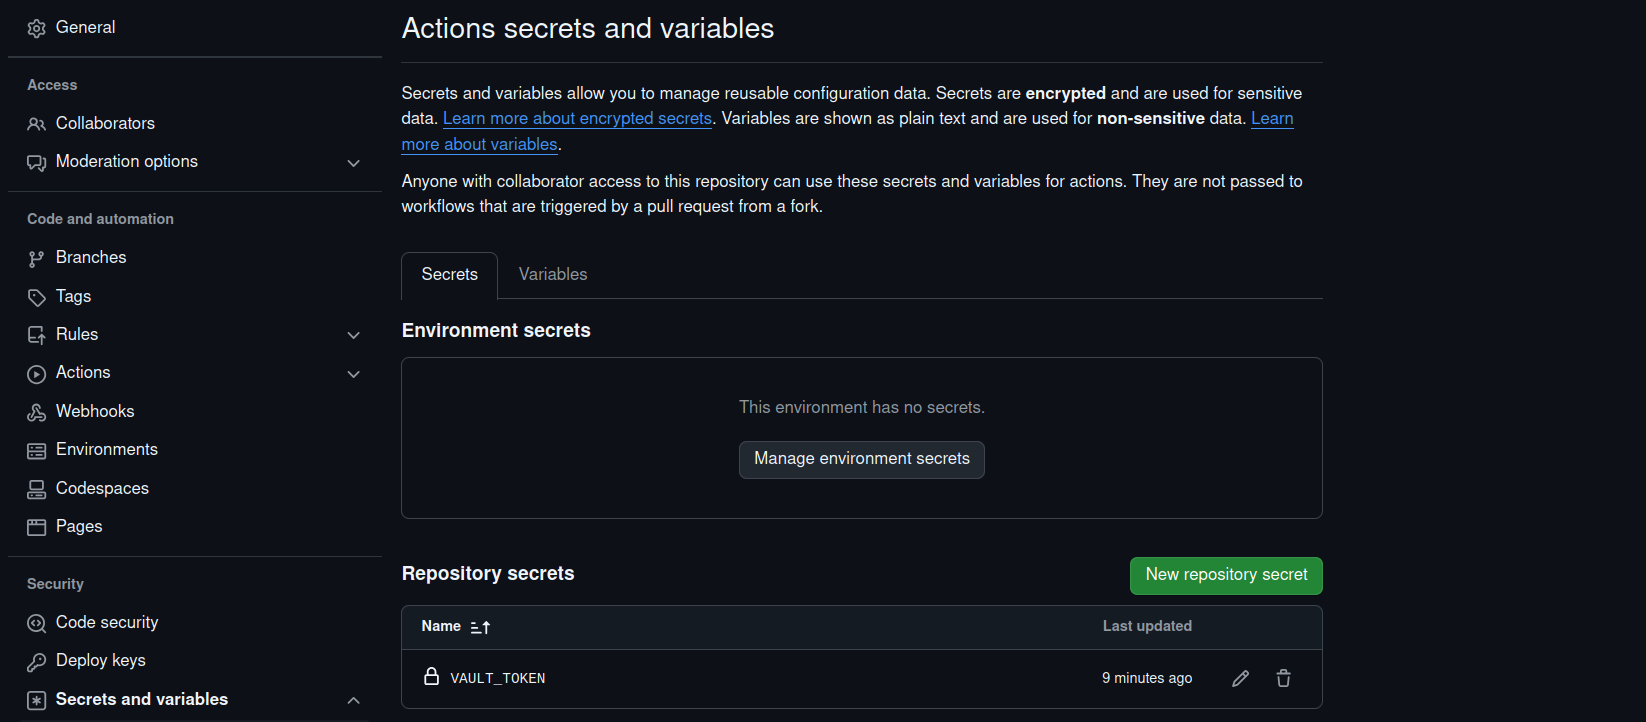 General
Access
Collaborators
Moderation options
Code and automation
Branches
Tags
Rules
Actions
Webhooks
Environments
Codespaces
Pages
Security
Code security
Deploy keys
Secrets and variables
Actions secrets and variables
Secrets and variables allow you to manage reusable configuration data. Secrets are encrypted and are used for sensitive
data. Learn more about encrypted secrets. Variables are shown as plain text and are used for non-sensitive data. Learn
more about variables.
Anyone with collaborator access to this repository can use these secrets and variables for actions. They are not passed to
workflows that are triggered by a pull request from a fork.
Secrets Variables
Environment secrets
This environment has no secrets.
Manage environment secrets
Repository secrets New repository secret
Name Last updated
VAULT_TOKEN 9 minutes ago